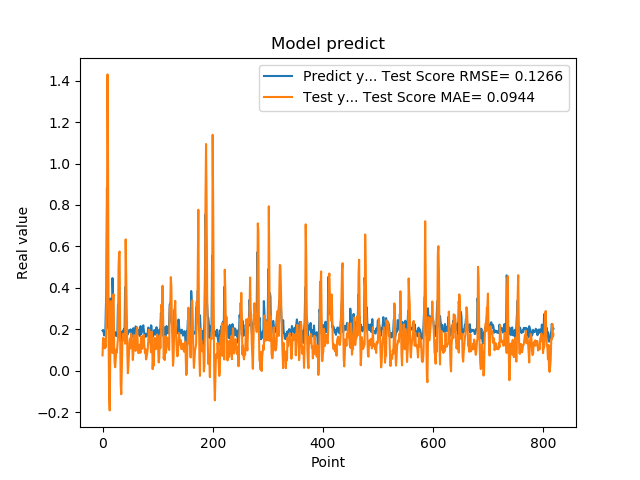 Model predict
Predict y... Test Score RMSE= 0.1266
Test y... Test Score MAE= 0.0944
Real value
1.4
1.2
1.0
0.8
0.6
0.4
0.2
0.0
−0.2
0
200
400
600
800
Point